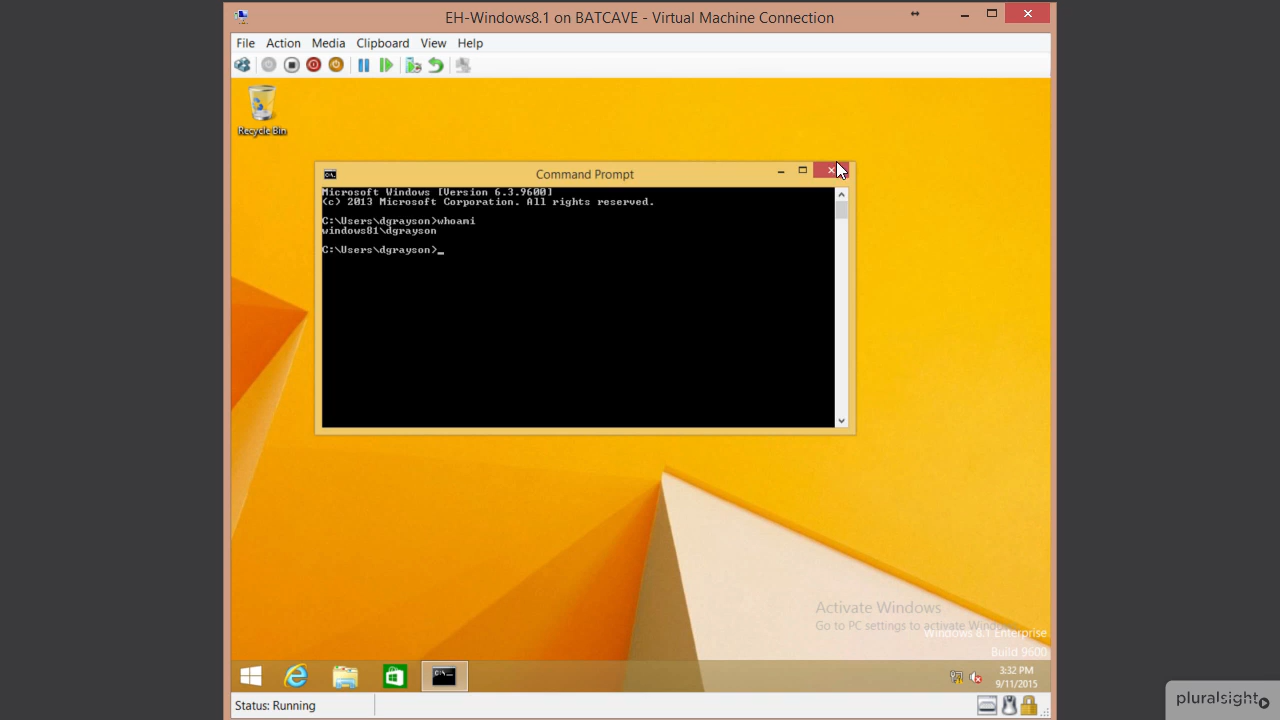 EH-Windows8.1 on BATCAVE - Virtual Machine Connection
File Action Media Clipboard View Help
Recycle Bin
Command Prompt
Microsoft Windows [Version 6.3.9600]
(c) 2013 Microsoft Corporation. All rights reserved.
C:\Users\dgrayson>whoami
windows81\dgrayson
C:\Users\dgrayson>_
Activate Windows
Go to PC settings to activate
Windows 8.1 Enterprise
Build 9600
3:32 PM
9/11/2015
Status: Running
pluralsight